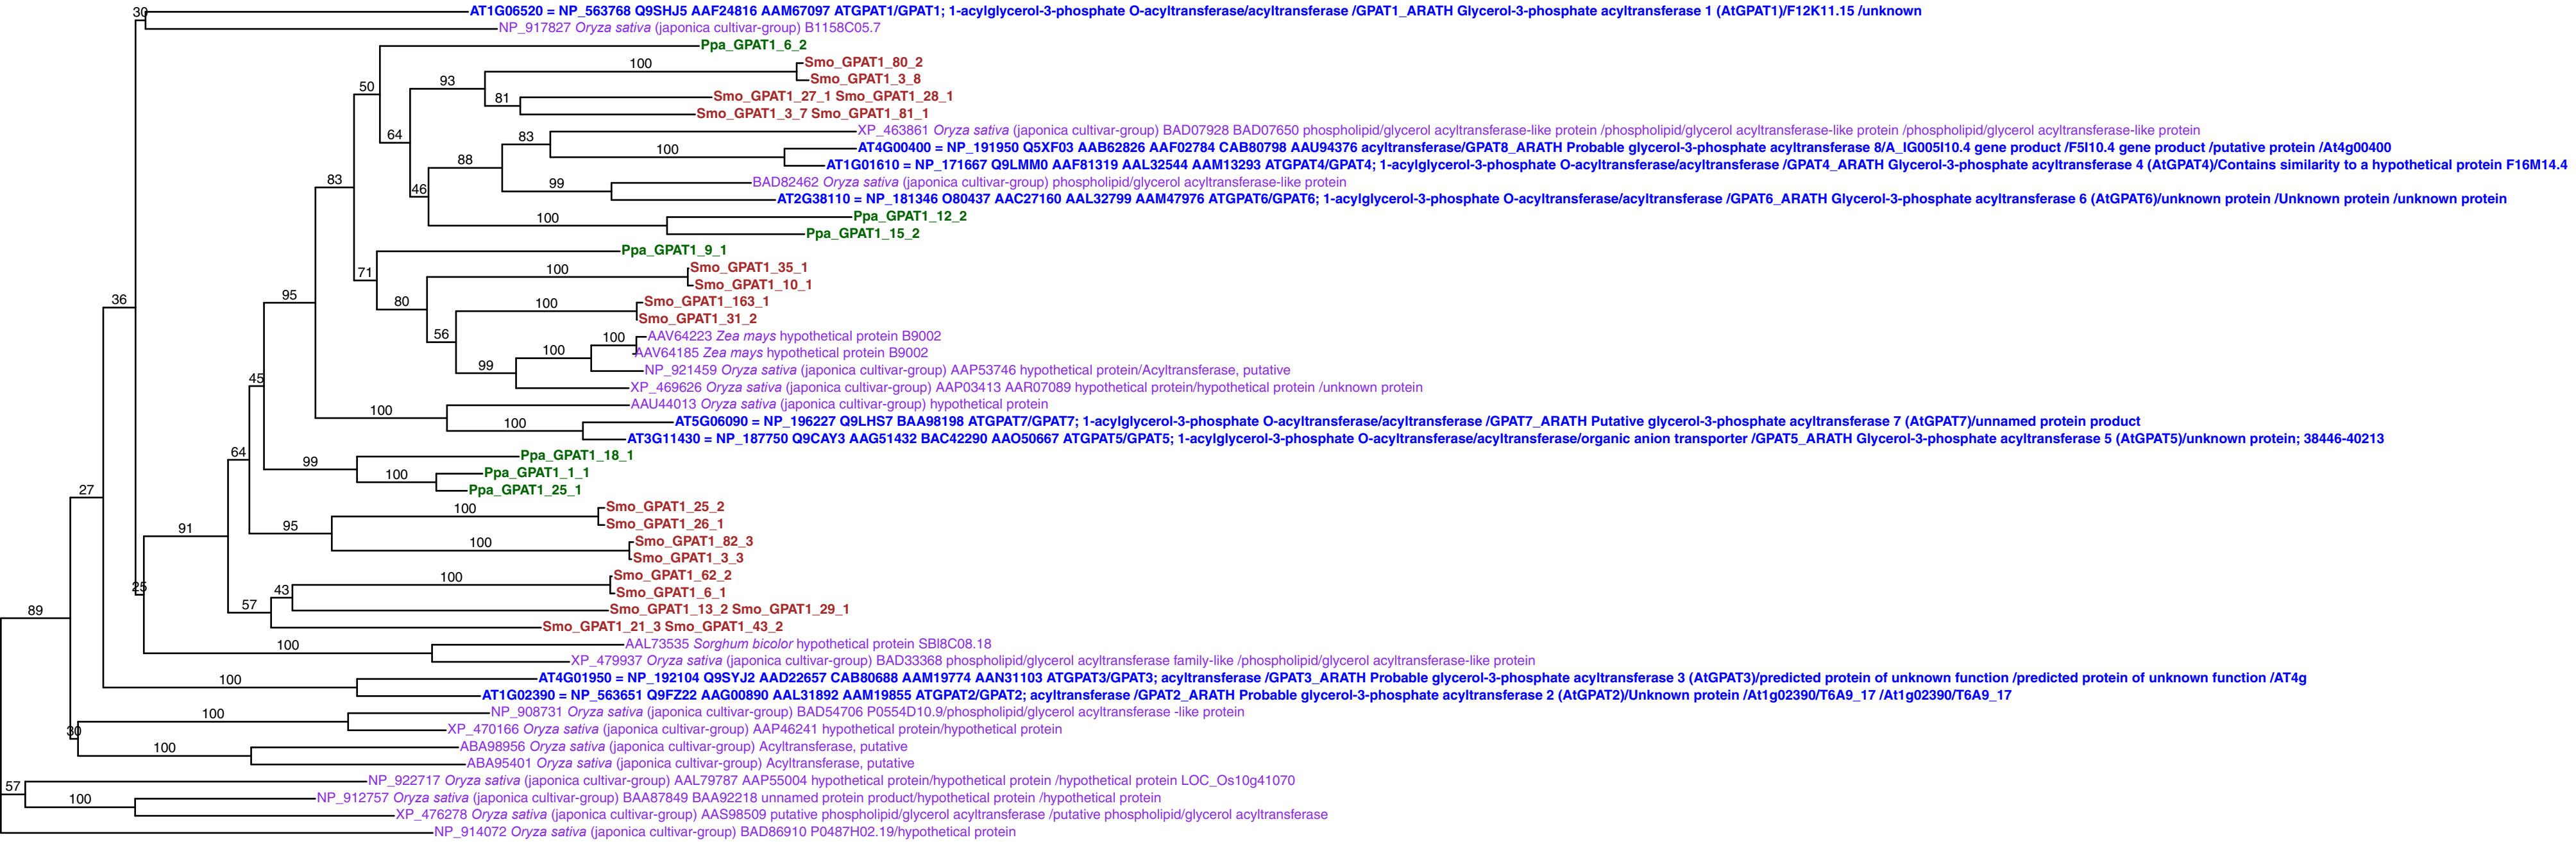 30
AT1G06520 = NP_563768 Q9SHJ5 AAF24816 AAM67097 ATGPAT1/GPAT1; 1-acylglycerol-3-phosphate O-acyltransferase/acyltransferase /GPAT1_ARATH Glycerol-3-phosphate acyltransferase 1 (AtGPAT1)/F12K11.15 /unknown
NP_917827 Oryza sativa (japonica cultivar-group) B1158C05.7
Ppa_GPAT1_6_2
100 Smo_GPAT1_80_2
93 Smo_GPAT1_3_8
50 81 Smo_GPAT1_27_1 Smo_GPAT1_28_1
Smo_GPAT1_3_7 Smo_GPAT1_81_1
64 83 XP_463861 Oryza sativa (japonica cultivar-group) BAD07928 BAD07650 phospholipid/glycerol acyltransferase-like protein /phospholipid/glycerol acyltransferase-like protein /phospholipid/glycerol acyltransferase-like protein
100 AT4G00400 = NP_191950 Q5XF03 AAB62826 AAF02784 CAB80798 AAU94376 acyltransferase/GPAT8_ARATH Probable glycerol-3-phosphate acyltransferase 8/A_IG005I10.4 gene product /F5I10.4 gene product /putative protein /At4g00400
88 AT1G01610 = NP_171667 Q9LMM0 AAF81319 AAL32544 AAM13293 ATGPAT4/GPAT4; 1-acylglycerol-3-phosphate O-acyltransferase/acyltransferase /GPAT4_ARATH Glycerol-3-phosphate acyltransferase 4 (AtGPAT4)/Contains similarity to a hypothetical protein F16M14.4
83 46 99 BAD82462 Oryza sativa (japonica cultivar-group) phospholipid/glycerol acyltransferase-like protein
AT2G38110 = NP_181346 O80437 AAC27160 AAL32799 AAM47976 ATGPAT6/GPAT6; 1-acylglycerol-3-phosphate O-acyltransferase/acyltransferase /GPAT6_ARATH Glycerol-3-phosphate acyltransferase 6 (AtGPAT6)/unknown protein /Unknown protein /unknown protein
100 Ppa_GPAT1_12_2
Ppa_GPAT1_15_2
Ppa_GPAT1_9_1
71 100 Smo_GPAT1_35_1
Smo_GPAT1_10_1
36 95 80 100 Smo_GPAT1_163_1
Smo_GPAT1_31_2
56 100 AAV64223 Zea mays hypothetical protein B9002
100 AAV64185 Zea mays hypothetical protein B9002
99 NP_921459 Oryza sativa (japonica cultivar-group) AAP53746 hypothetical protein/Acyltransferase, putative
45 XP_469626 Oryza sativa (japonica cultivar-group) AAP03413 AAR07089 hypothetical protein/hypothetical protein /unknown protein
100 AAU44013 Oryza sativa (japonica cultivar-group) hypothetical protein
100 AT5G06090 = NP_196227 Q9LHS7 BAA98198 ATGPAT7/GPAT7; 1-acylglycerol-3-phosphate O-acyltransferase/acyltransferase /GPAT7_ARATH Putative glycerol-3-phosphate acyltransferase 7 (AtGPAT7)/unnamed protein product
AT3G11430 = NP_187750 Q9CAY3 AAG51432 BAC42290 AAO50667 ATGPAT5/GPAT5; 1-acylglycerol-3-phosphate O-acyltransferase/acyltransferase/organic anion transporter /GPAT5_ARATH Glycerol-3-phosphate acyltransferase 5 (AtGPAT5)/unknown protein; 38446-40213
64 99 Ppa_GPAT1_18_1
100 Ppa_GPAT1_1_1
27 Ppa_GPAT1_25_1
100 Smo_GPAT1_25_2
91 95 Smo_GPAT1_26_1
100 Smo_GPAT1_82_3
Smo_GPAT1_3_3
25 43 100 Smo_GPAT1_62_2
Smo_GPAT1_6_1
89 57 Smo_GPAT1_13_2 Smo_GPAT1_29_1
Smo_GPAT1_21_3 Smo_GPAT1_43_2
100 AAL73535 Sorghum bicolor hypothetical protein SBI8C08.18
XP_479937 Oryza sativa (japonica cultivar-group) BAD33368 phospholipid/glycerol acyltransferase family-like /phospholipid/glycerol acyltransferase-like protein
100 AT4G01950 = NP_192104 Q9SYJ2 AAD22657 CAB80688 AAM19774 AAN31103 ATGPAT3/GPAT3; acyltransferase /GPAT3_ARATH Probable glycerol-3-phosphate acyltransferase 3 (AtGPAT3)/predicted protein of unknown function /predicted protein of unknown function /AT4g
AT1G02390 = NP_563651 Q9FZ22 AAG00890 AAL31892 AAM19855 ATGPAT2/GPAT2; acyltransferase /GPAT2_ARATH Probable glycerol-3-phosphate acyltransferase 2 (AtGPAT2)/Unknown protein /At1g02390/T6A9_17 /At1g02390/T6A9_17
100 NP_908731 Oryza sativa (japonica cultivar-group) BAD54706 P0554D10.9/phospholipid/glycerol acyltransferase -like protein
30 XP_470166 Oryza sativa (japonica cultivar-group) AAP46241 hypothetical protein/hypothetical protein
100 ABA98956 Oryza sativa (japonica cultivar-group) Acyltransferase, putative
ABA95401 Oryza sativa (japonica cultivar-group) Acyltransferase, putative
57 NP_922717 Oryza sativa (japonica cultivar-group) AAL79787 AAP55004 hypothetical protein/hypothetical protein /hypothetical protein LOC_Os10g41070
100 NP_912757 Oryza sativa (japonica cultivar-group) BAA87849 BAA92218 unnamed protein product/hypothetical protein /hypothetical protein
XP_476278 Oryza sativa (japonica cultivar-group) AAS98509 putative phospholipid/glycerol acyltransferase /putative phospholipid/glycerol acyltransferase
NP_914072 Oryza sativa (japonica cultivar-group) BAD86910 P0487H02.19/hypothetical protein